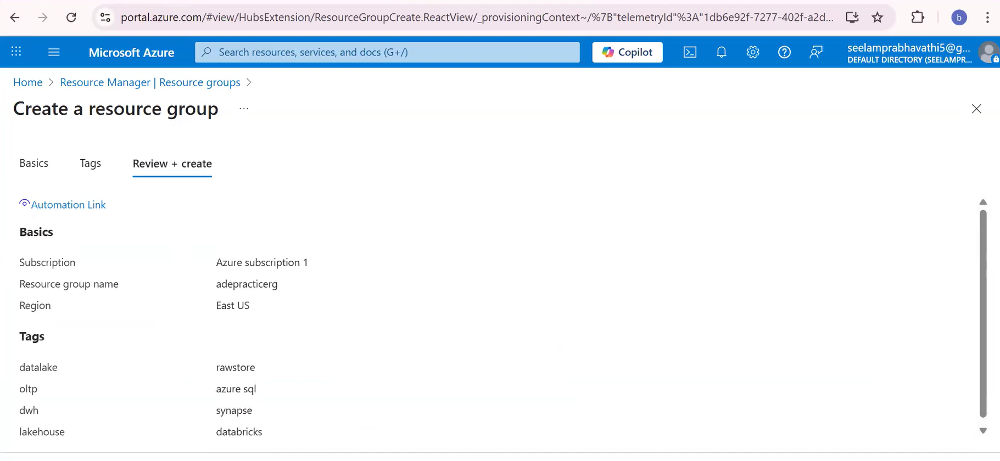 portal.azure.com/#view/HubsExtension/ResourceGroupCreate.ReactView/_provisioningContext~/%7B"telemetryId"%3A"1db6e92f-7277-402f-a2d...
b
Microsoft Azure
Search resources, services, and docs (G+/)
Copilot
seelamprabhavathi5@g...
DEFAULT DIRECTORY (SEELAMPR...
Home > Resource Manager | Resource groups >
Create a resource group ...
Basics Tags Review + create
Automation Link
Basics
Subscription Azure subscription 1
Resource group name adepracticerg
Region East US
Tags
datalake rawstore
oltp azure sql
dwh synapse
lakehouse databricks